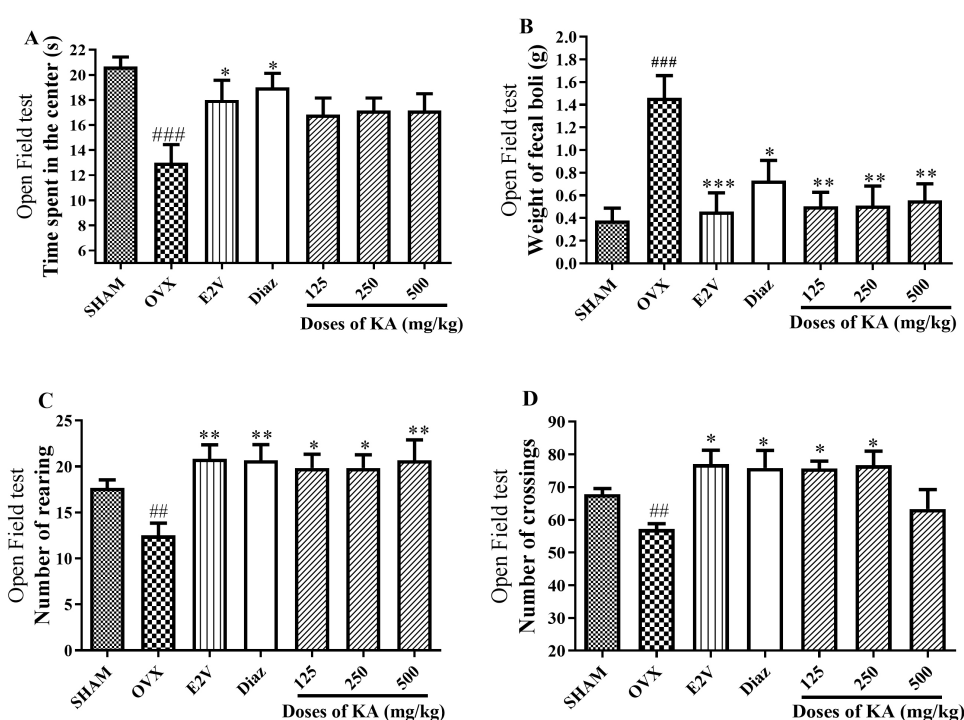 A
Open Field test
Time spent in the center (s)
22
20
18
16
14
12
10
8
6
###
*
*
SHAM
OVX
E2V
Diaz
125
250
500
Doses of KA (mg/kg)
B
Open Field test
Weight of fecal boli (g)
2.0
1.8
1.6
1.4
1.2
1.0
0.8
0.6
0.4
0.2
0.0
###
***
*
**
**
**
SHAM
OVX
E2V
Diaz
125
250
500
Doses of KA (mg/kg)
C
Open Field test
Number of rearing
25
20
15
10
5
0
##
**
**
*
*
**
SHAM
OVX
E2V
Diaz
125
250
500
Doses of KA (mg/kg)
D
Open Field test
Number of crossings
90
80
70
60
50
40
30
20
##
*
*
*
*
SHAM
OVX
E2V
Diaz
125
250
500
Doses of KA (mg/kg)